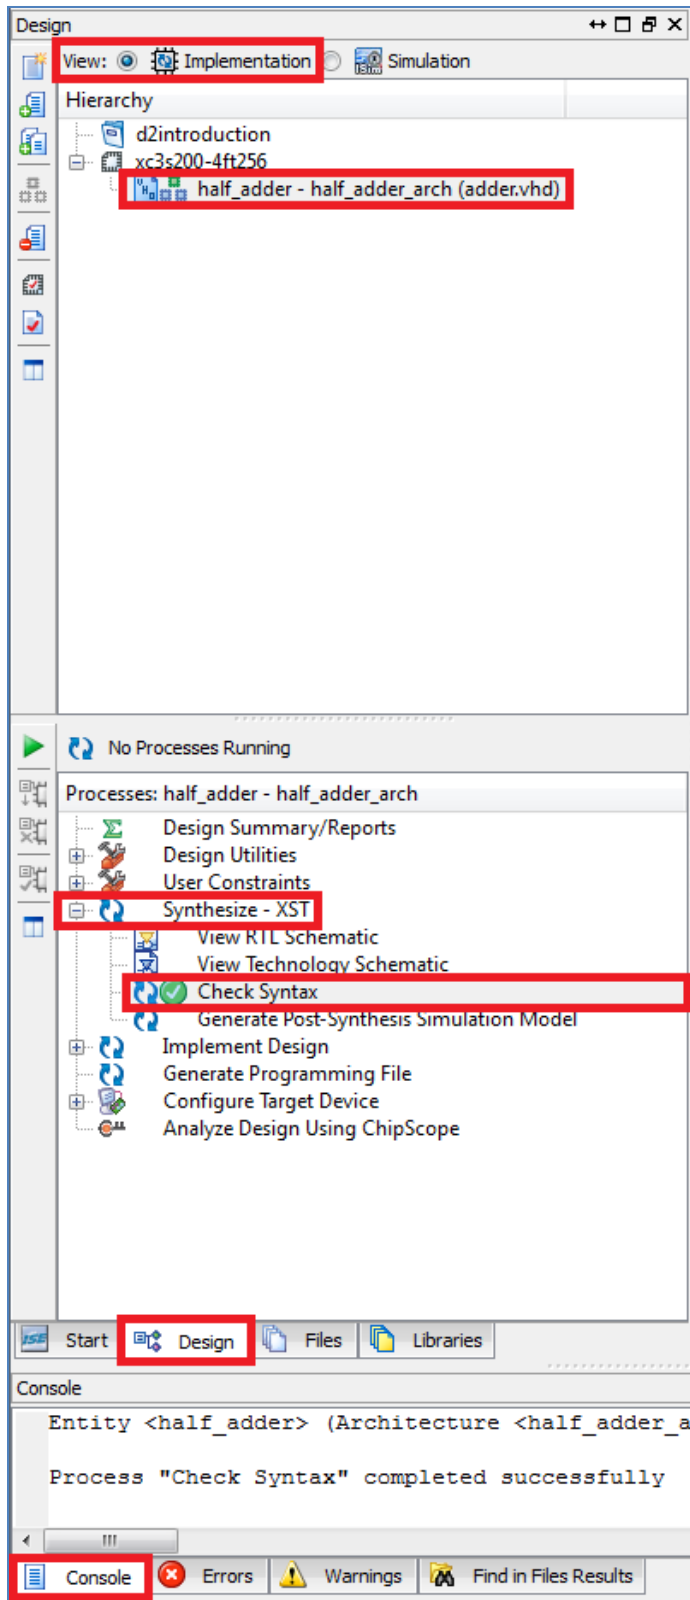 Design
View: Implementation Simulation
Hierarchy
d2introduction
xc3s200-4ft256
half_adder - half_adder_arch (adder.vhd)
No Processes Running
Processes: half_adder - half_adder_arch
Design Summary/Reports
Design Utilities
User Constraints
Synthesize - XST
View RTL Schematic
View Technology Schematic
Check Syntax
Generate Post-Synthesis Simulation Model
Implement Design
Generate Programming File
Configure Target Device
Analyze Design Using ChipScope
ISE Start Design Files Libraries
Console
Entity <half_adder> (Architecture <half_adder_a
Process "Check Syntax" completed successfully
Console Errors Warnings Find in Files Results